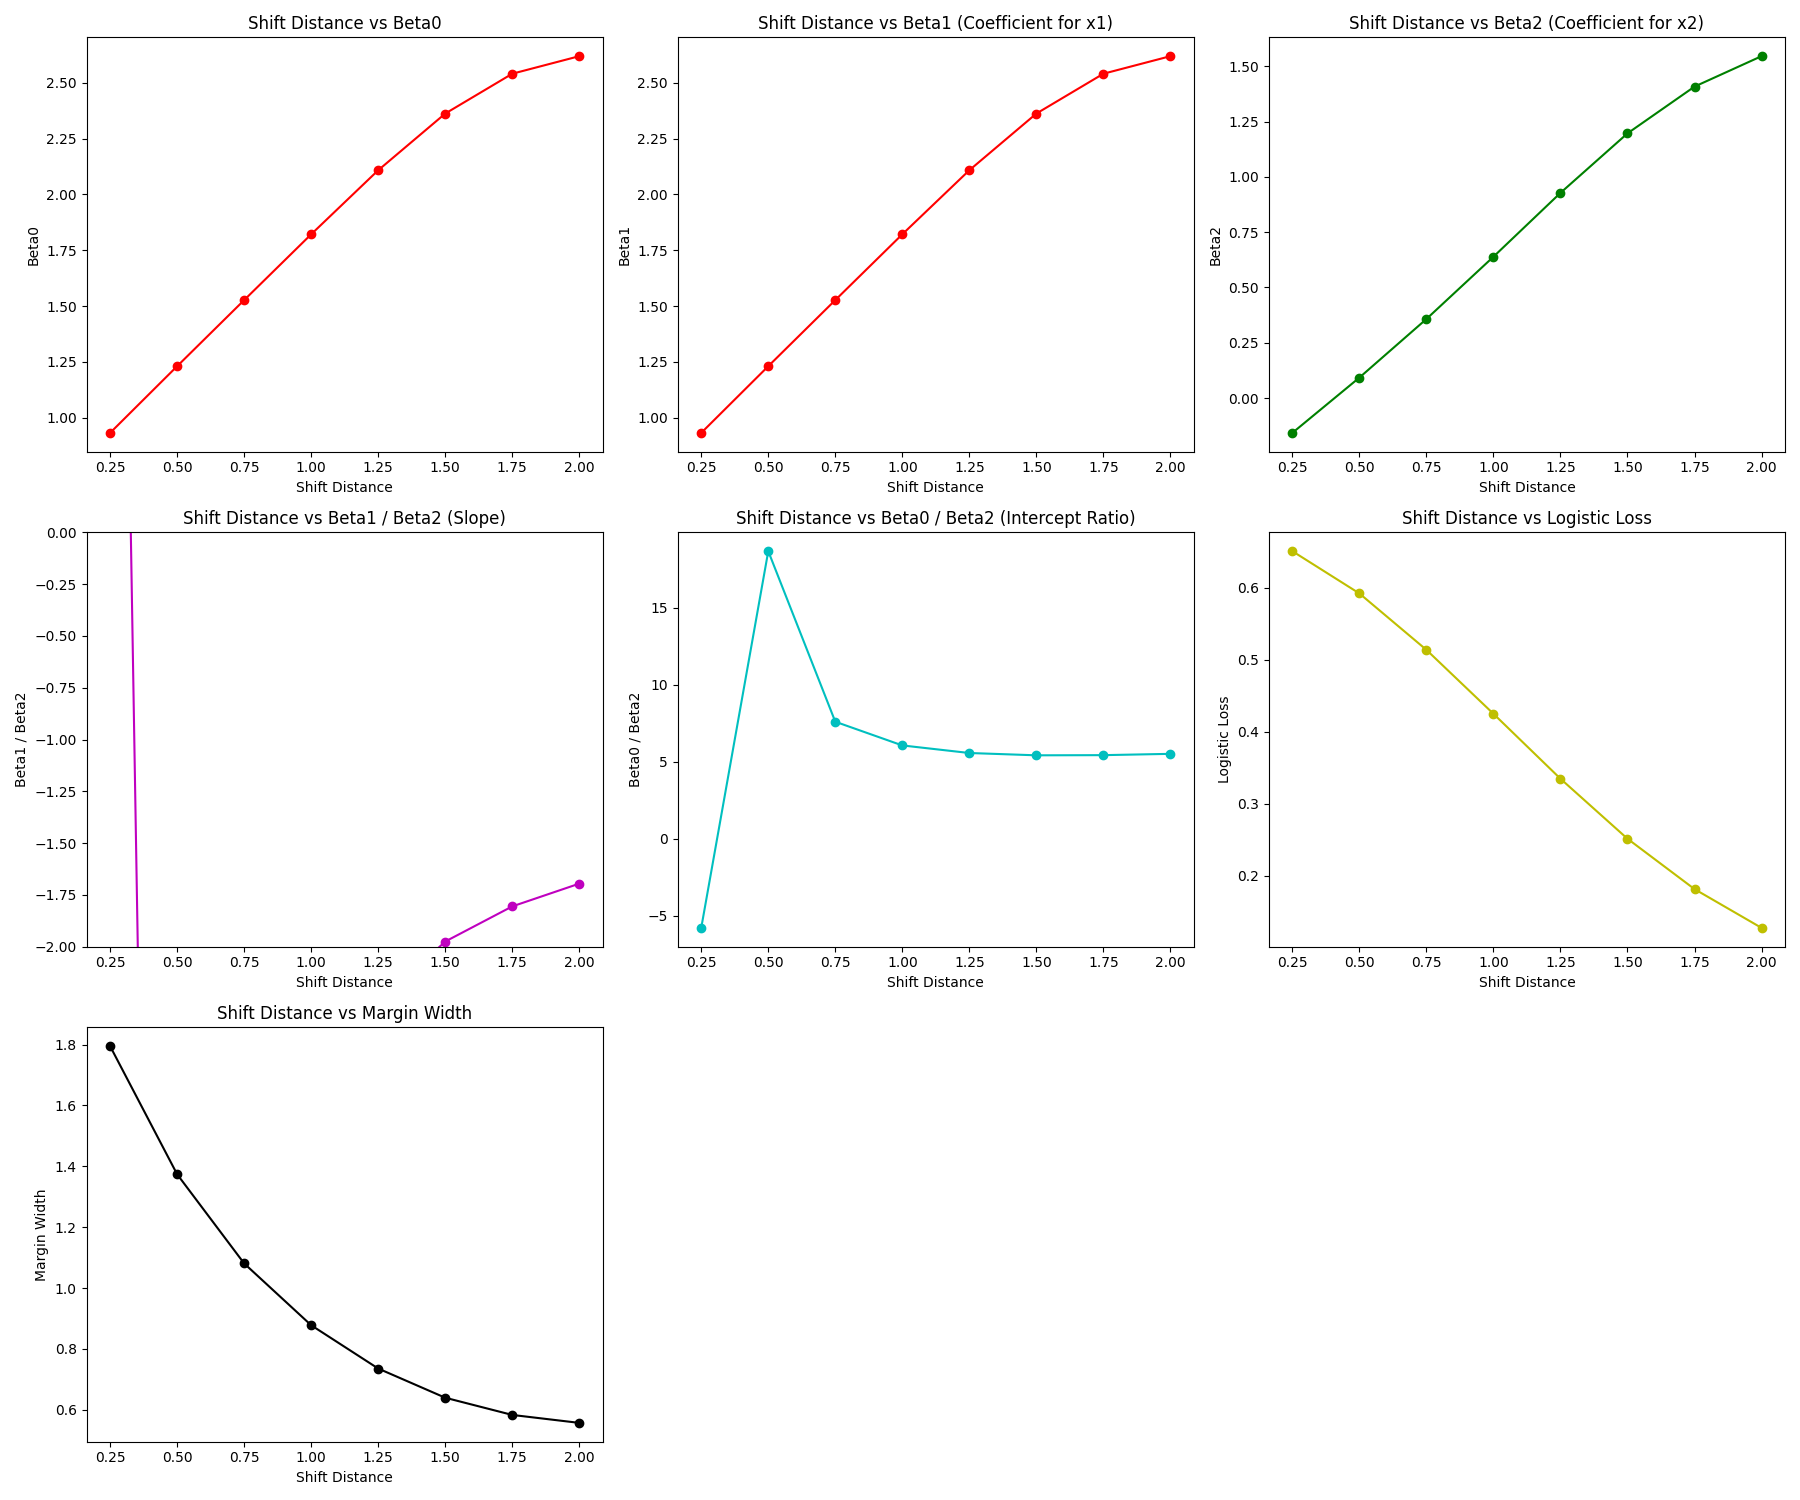 Shift Distance vs Beta0
Beta0
2.50
2.25
2.00
1.75
1.50
1.25
1.00
0.25 0.50 0.75 1.00 1.25 1.50 1.75 2.00
Shift Distance
Shift Distance vs Beta1 (Coefficient for x1)
Beta1
2.50
2.25
2.00
1.75
1.50
1.25
1.00
0.25 0.50 0.75 1.00 1.25 1.50 1.75 2.00
Shift Distance
Shift Distance vs Beta2 (Coefficient for x2)
Beta2
1.50
1.25
1.00
0.75
0.50
0.25
0.00
0.25 0.50 0.75 1.00 1.25 1.50 1.75 2.00
Shift Distance
Shift Distance vs Beta1 / Beta2 (Slope)
Beta1 / Beta2
0.00
−0.25
−0.50
−0.75
−1.00
−1.25
−1.50
−1.75
−2.00
0.25 0.50 0.75 1.00 1.25 1.50 1.75 2.00
Shift Distance
Shift Distance vs Beta0 / Beta2 (Intercept Ratio)
Beta0 / Beta2
15
10
5
0
−5
0.25 0.50 0.75 1.00 1.25 1.50 1.75 2.00
Shift Distance
Shift Distance vs Logistic Loss
Logistic Loss
0.6
0.5
0.4
0.3
0.2
0.25 0.50 0.75 1.00 1.25 1.50 1.75 2.00
Shift Distance
Shift Distance vs Margin Width
Margin Width
1.8
1.6
1.4
1.2
1.0
0.8
0.6
0.25 0.50 0.75 1.00 1.25 1.50 1.75 2.00
Shift Distance